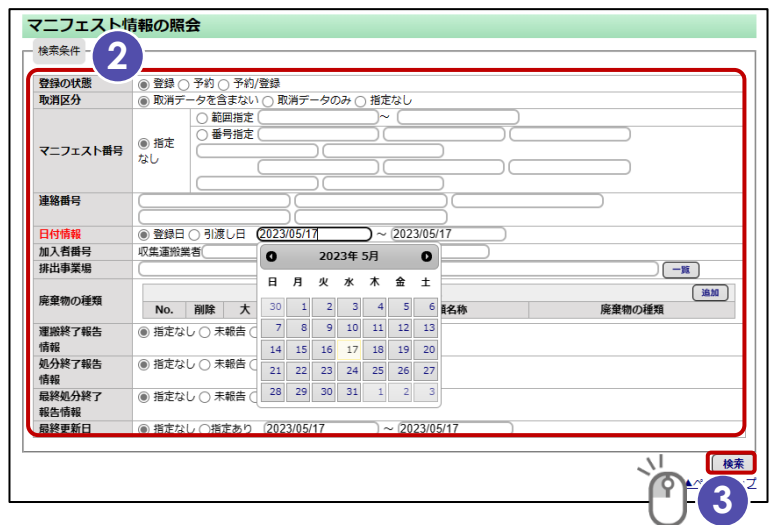 マニフェスト情報の照会
検索条件
2
登録の状態 登録 予約 予約/登録
取消区分 取消データを含まない 取消データのみ 指定なし
マニフェスト番号 指定なし 範囲指定 ～
番号指定
連絡番号
日付情報 登録日 引渡し日 2023/05/17 ～ 2023/05/17
加入者番号 収集運搬業者
排出事業場 一覧
廃棄物の種類 追加
No. 削除 大 名称 廃棄物の種類
2023年 5月
日 月 火 水 木 金 土
30 1 2 3 4 5 6
7 8 9 10 11 12 13
14 15 16 17 18 19 20
21 22 23 24 25 26 27
28 29 30 31 1 2 3
運搬終了報告情報 指定なし 未報告
処分終了報告情報 指定なし 未報告
最終処分終了報告情報 指定なし 未報告
最終更新日 指定なし 指定あり 2023/05/17 ～ 2023/05/17
検索
3